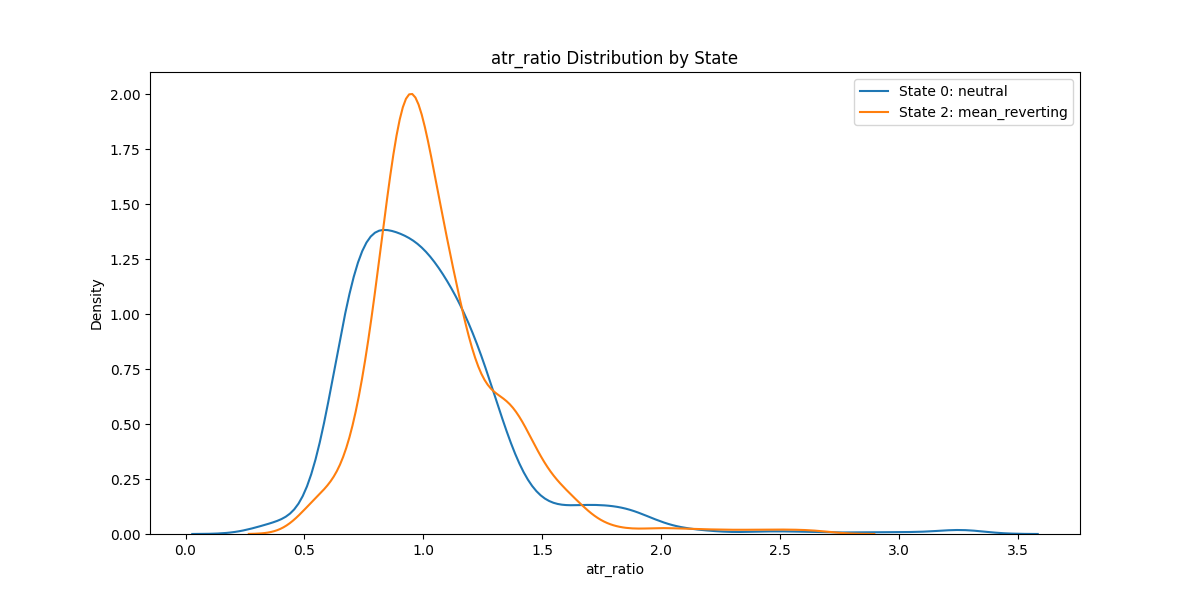 atr_ratio Distribution by State
State 0: neutral
State 2: mean_reverting
Density
2.00
1.75
1.50
1.25
1.00
0.75
0.50
0.25
0.00
0.0 0.5 1.0 1.5 2.0 2.5 3.0 3.5
atr_ratio